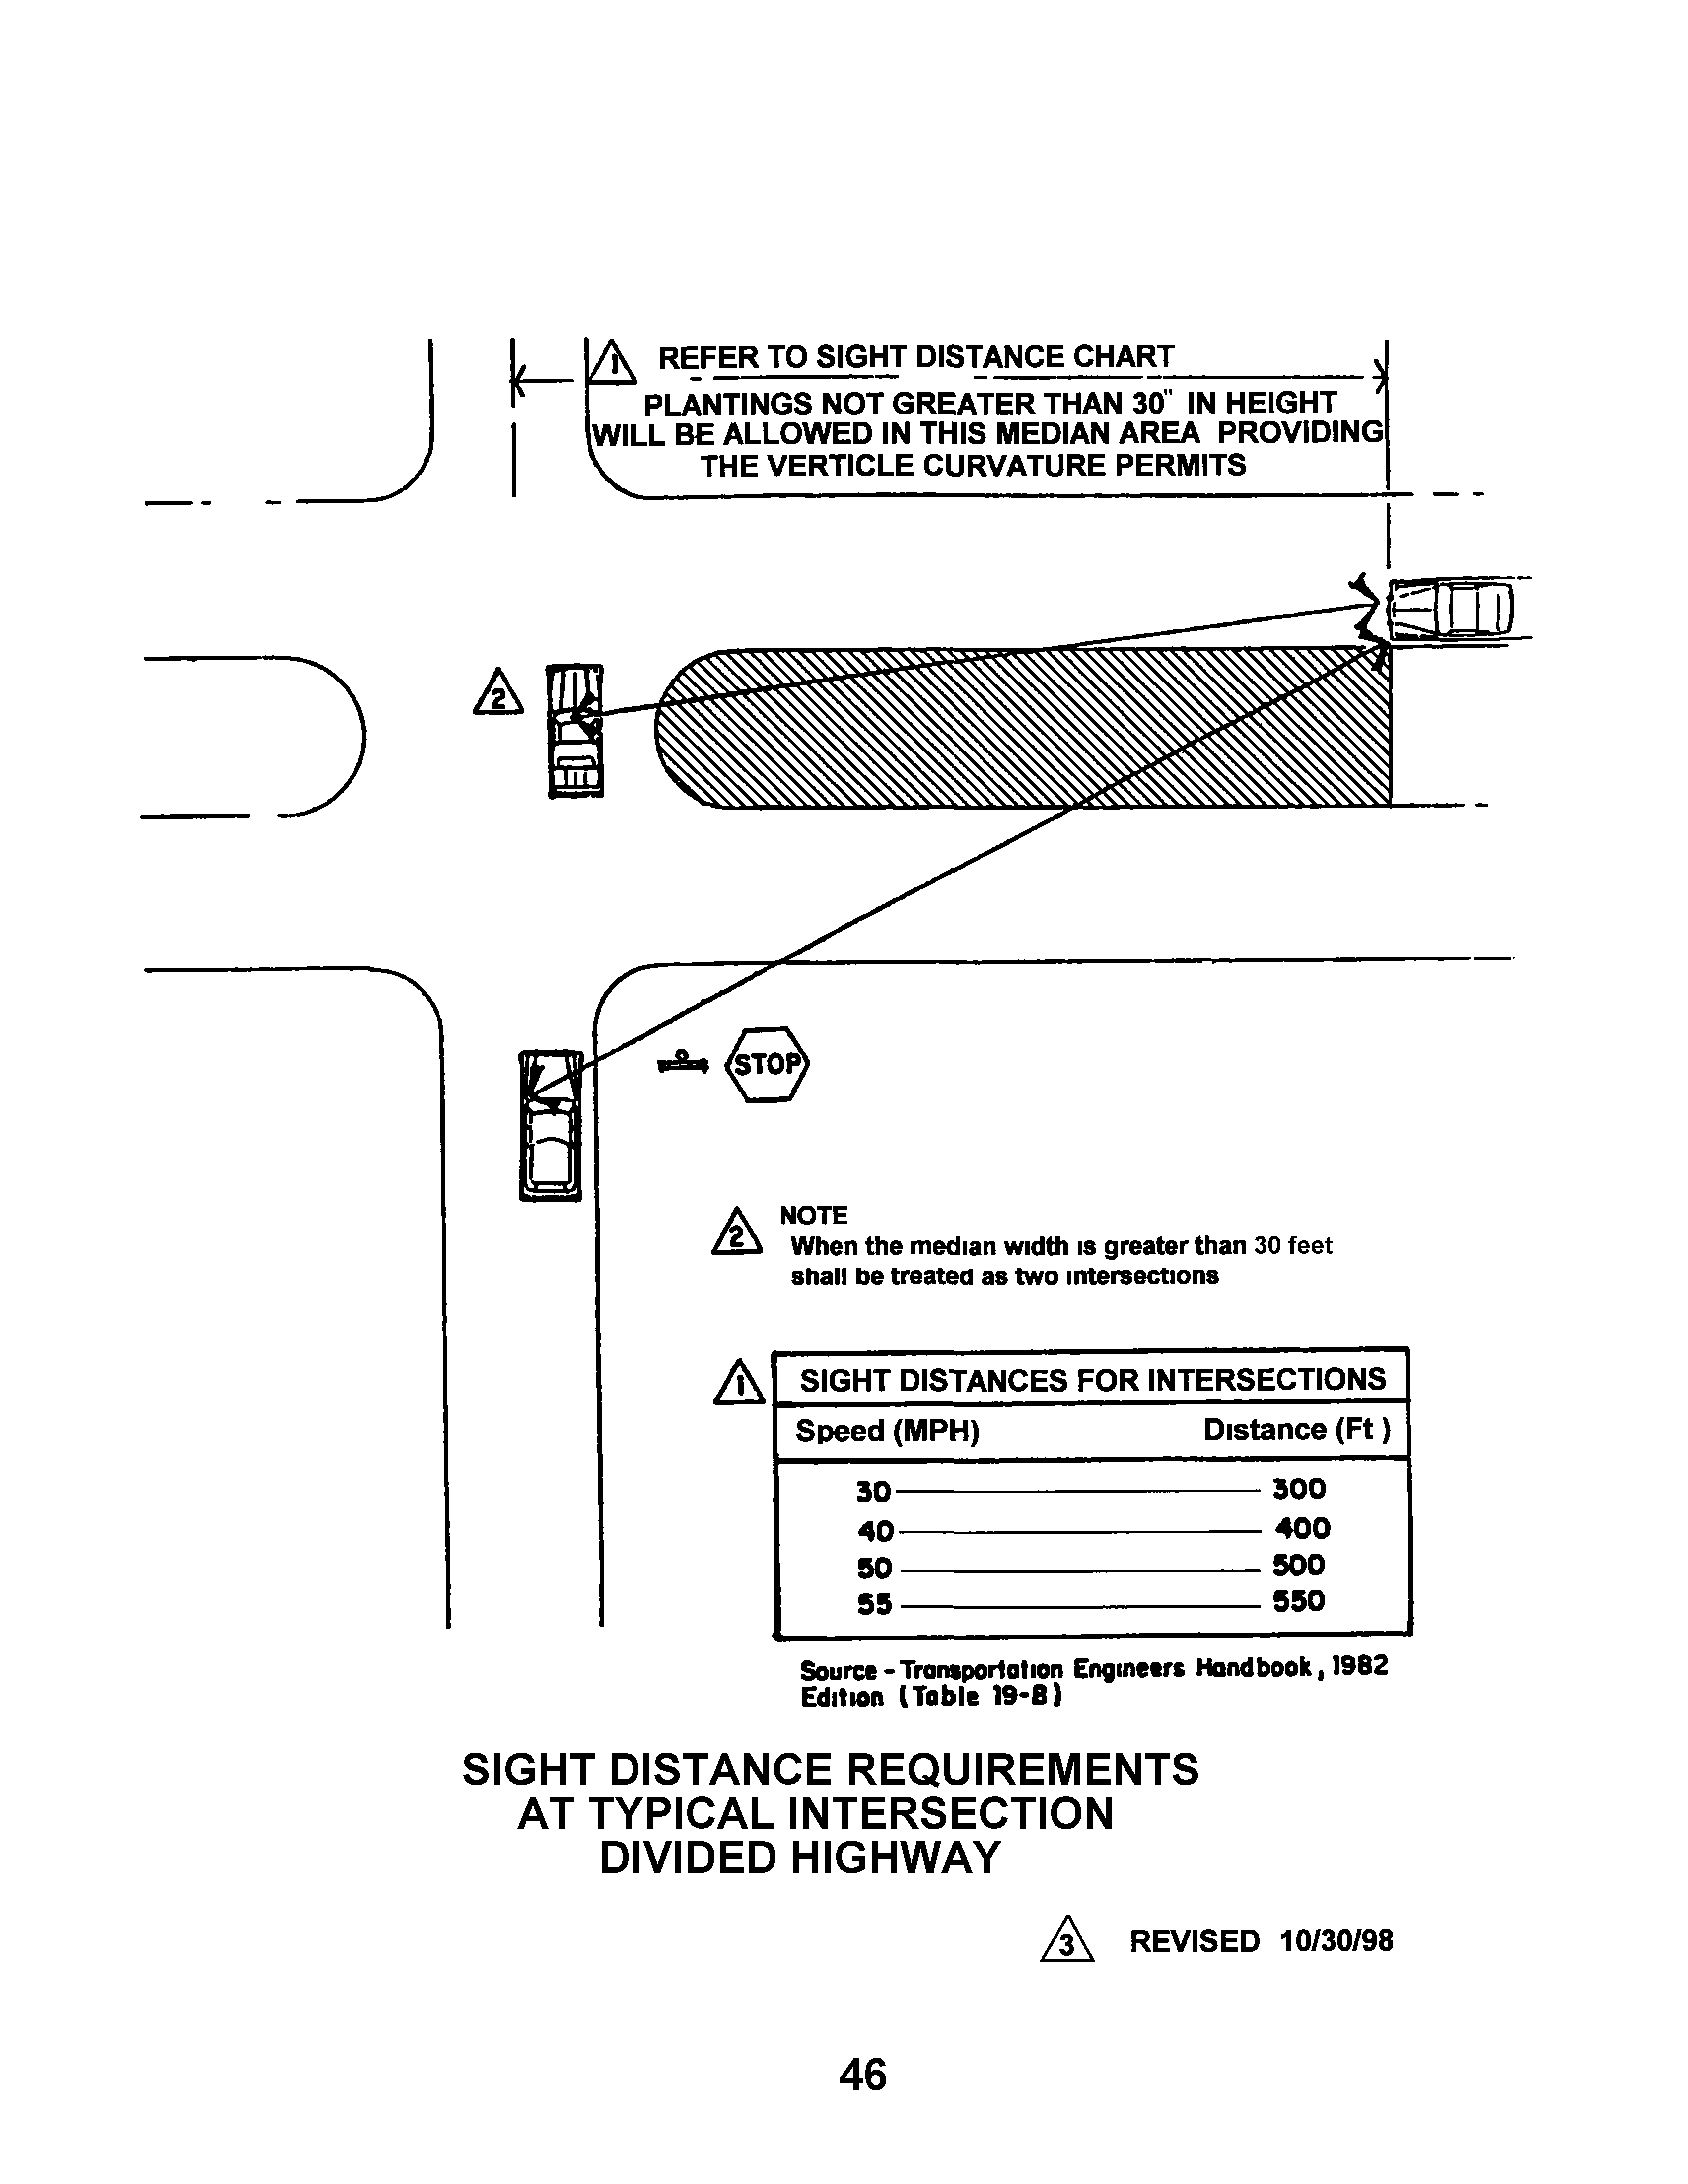 1 REFER TO SIGHT DISTANCE CHART
PLANTINGS NOT GREATER THAN 30" IN HEIGHT
WILL BE ALLOWED IN THIS MEDIAN AREA PROVIDING
THE VERTICLE CURVATURE PERMITS
2
STOP
2 NOTE
When the median width is greater than 30 feet
shall be treated as two intersections
1 SIGHT DISTANCES FOR INTERSECTIONS
Speed (MPH) Distance (Ft )
30 300
40 400
50 500
55 550
Source - Transportation Engineers Handbook, 1982
Edition (Table 19-8)
SIGHT DISTANCE REQUIREMENTS
AT TYPICAL INTERSECTION
DIVIDED HIGHWAY
3 REVISED 10/30/98
46